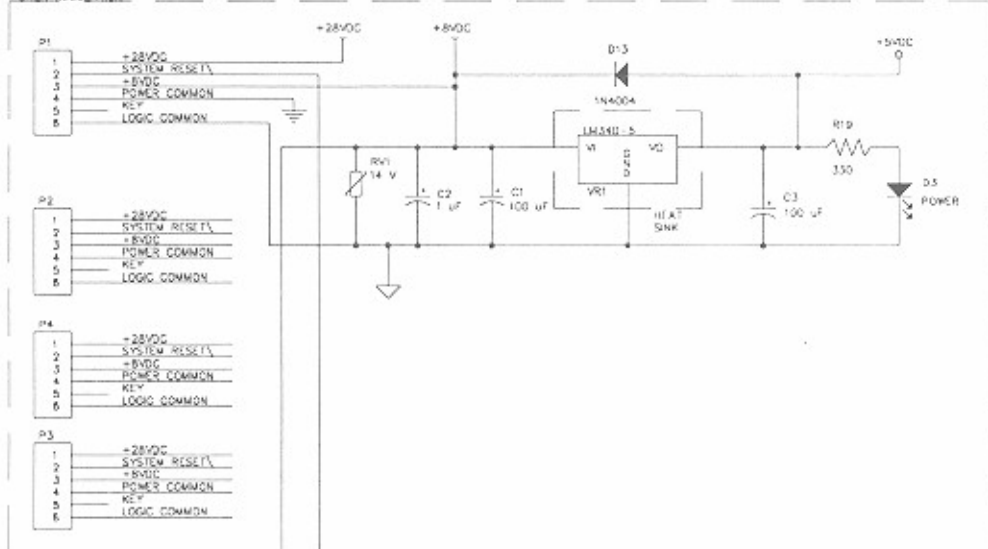 +28VDC
+8VDC
+5VDC
P1
1 +28VDC
2 SYSTEM RESET\
3 +8VDC
4 POWER COMMON
5 KEY
6 LOGIC COMMON
D13
1N4004
LM340-5
VI
GND
VO
VR1
HEAT
SINK
RV1
14 V
C2
1 uF
C1
100 uF
C3
100 uF
R19
330
D3
POWER
P2
1 +28VDC
2 SYSTEM RESET\
3 +8VDC
4 POWER COMMON
5 KEY
6 LOGIC COMMON
P4
1 +28VDC
2 SYSTEM RESET\
3 +8VDC
4 POWER COMMON
5 KEY
6 LOGIC COMMON
P3
1 +28VDC
2 SYSTEM RESET\
3 +8VDC
4 POWER COMMON
5 KEY
6 LOGIC COMMON